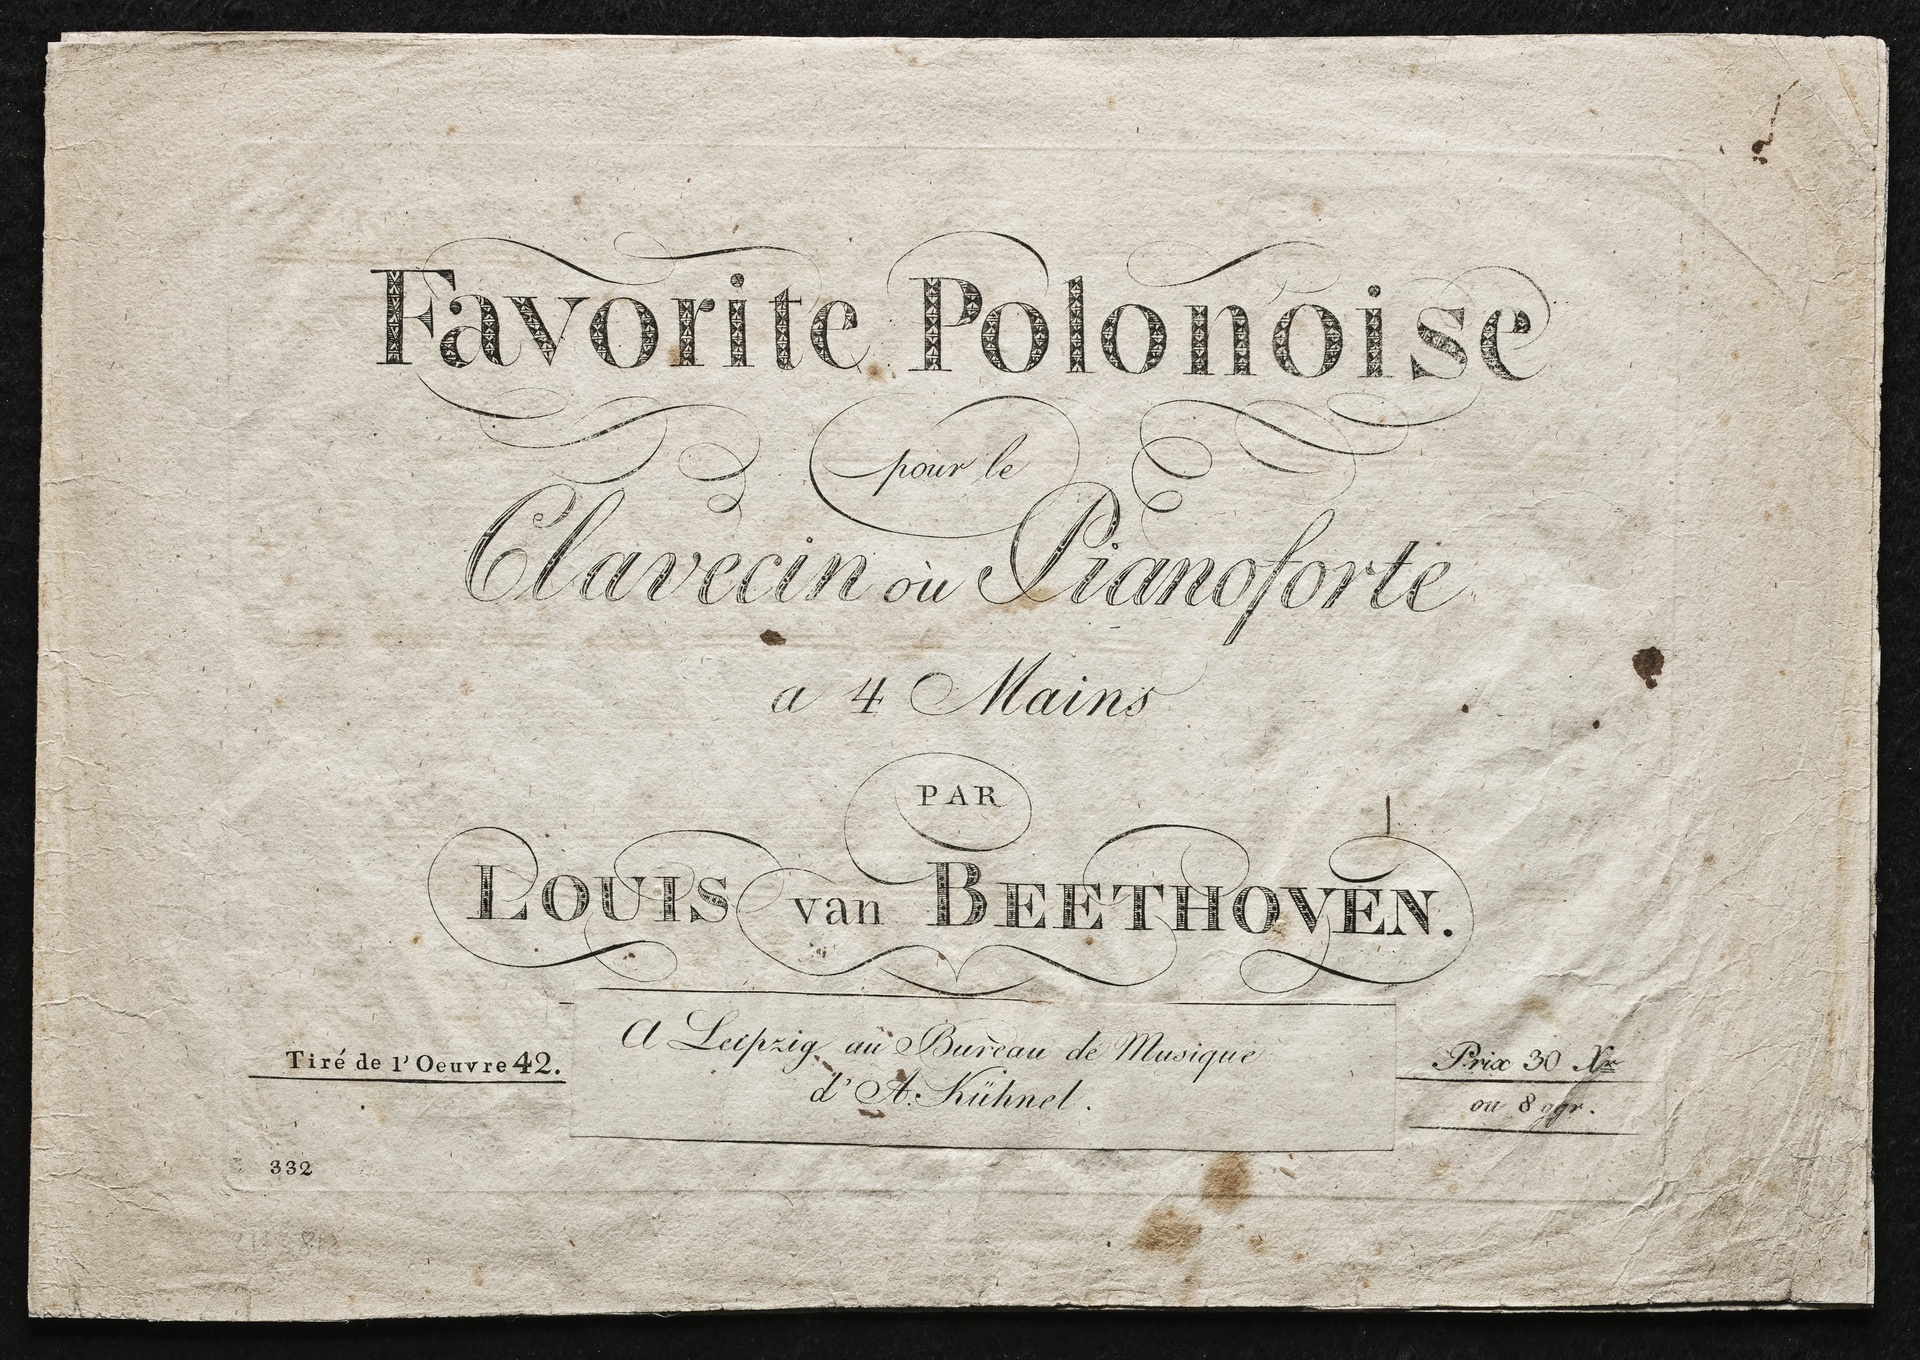 Favorite Polonoise
pour le
Clavecin où Pianoforte
a 4 Mains
PAR
LOUIS van BEETHOVEN.
A Leipzig au Bureau de Musique
d' A. Kühnel.
Tiré de l' Oeuvre 42.
Prix 30 Xr
ou 8 ggr.
332